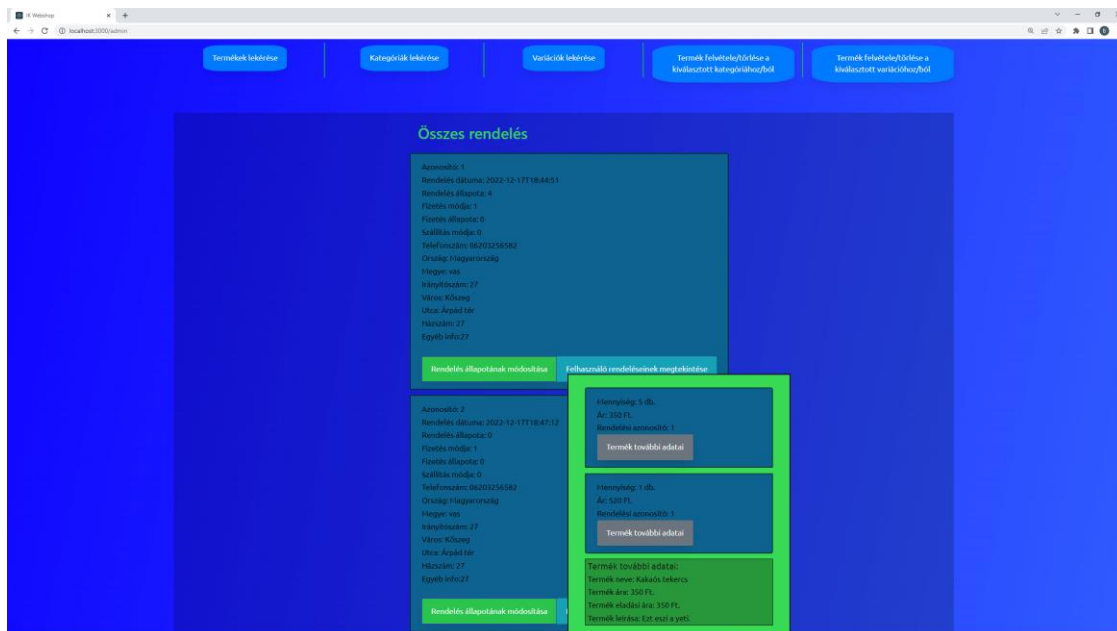 IK Webshop
localhost:3000/admin
Termékek lekérése
Kategóriák lekérése
Variációk lekérése
Termék felvétele/törlése a
kiválasztott kategóriához/ból
Termék felvétele/törlése a
kiválasztott variációhoz/ból
Összes rendelés
Azonosító: 1
Rendelés dátuma: 2022-12-17T18:44:51
Rendelés állapota: 4
Fizetés módja: 1
Fizetés állapota: 0
Szállítás módja: 0
Telefonszám: 06203256582
Ország: Magyarország
Megye: vas
Irányítószám: 27
Város: Kőszeg
Utca: Árpád tér
Házszám: 27
Egyéb info:27
Rendelés állapotának módosítása
Felhasználó rendeléseinek megtekintése
Azonosító: 2
Rendelés dátuma: 2022-12-17T18:47:12
Rendelés állapota: 0
Fizetés módja: 1
Fizetés állapota: 0
Szállítás módja: 0
Telefonszám: 06203256582
Ország: Magyarország
Megye: vas
Irányítószám: 27
Város: Kőszeg
Utca: Árpád tér
Házszám: 27
Egyéb info:27
Rendelés állapotának módosítása
Mennyiség: 5 db.
Ár: 350 Ft.
Rendelési azonosító: 1
Termék további adatai
Mennyiség: 1 db.
Ár: 520 Ft.
Rendelési azonosító: 1
Termék további adatai
Termék további adatai:
Termék neve: Kakaós tekercs
Termék ára: 350 Ft.
Termék eladási ára: 350 Ft.
Termék leírása: Ezt eszi a yeti.